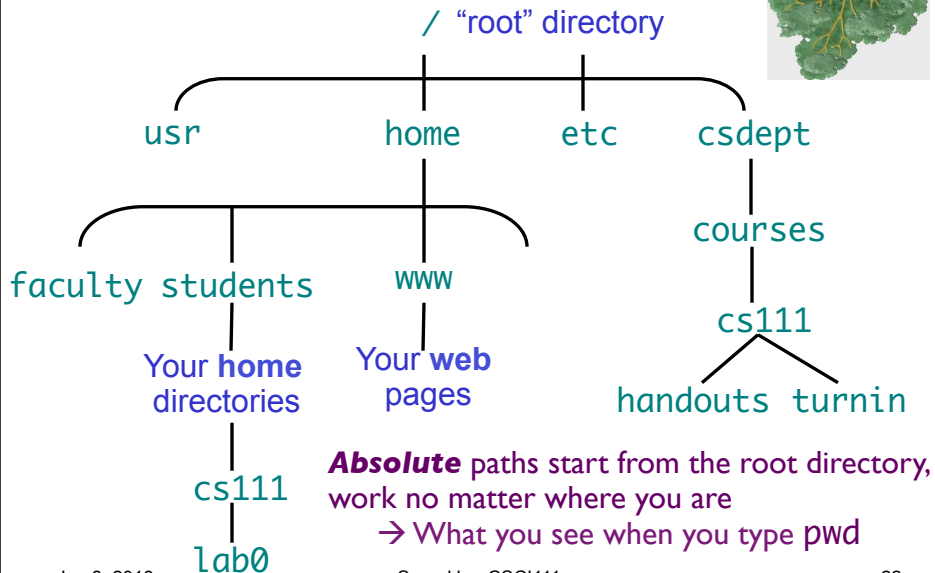 / “root” directory
usr home etc csdept
courses
faculty students www
cs111
Your home
directories
Your web
pages
handouts turnin
Absolute paths start from the root directory,
work no matter where you are
→ What you see when you type pwd
cs111
lab0